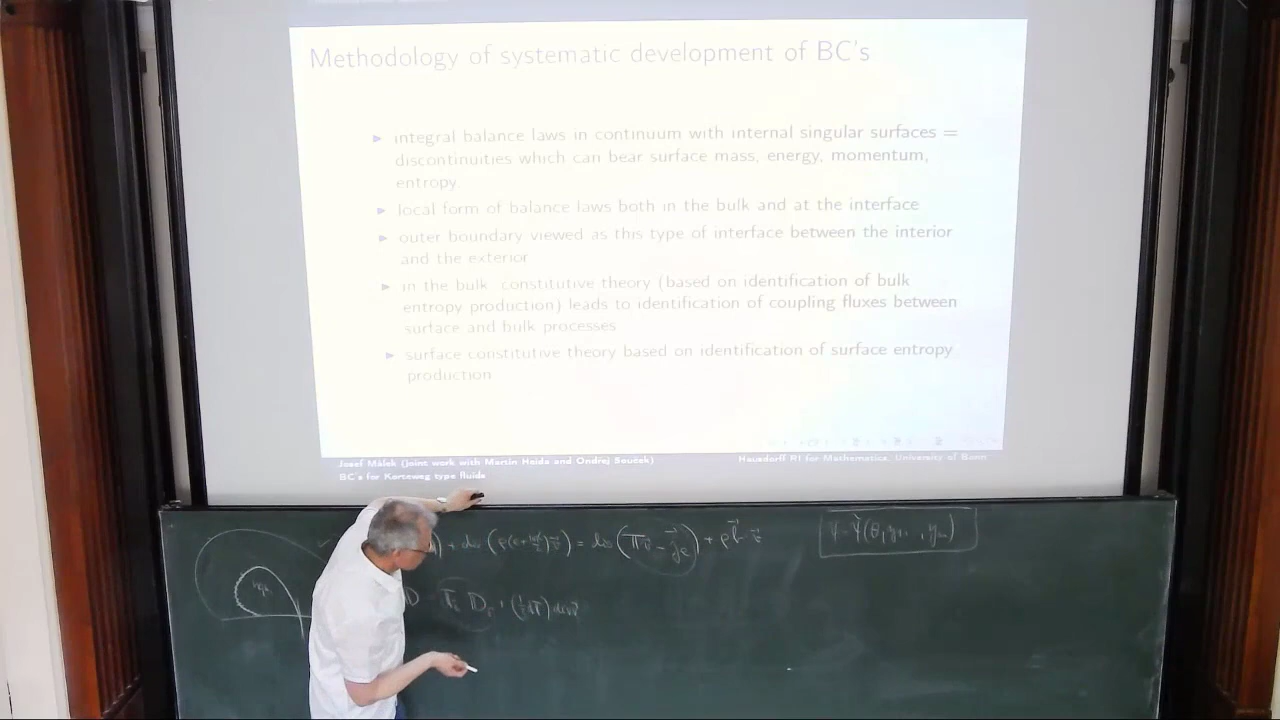 Methodology of systematic development of BC's
integral balance laws in continuum with internal singular surfaces =
discontinuities which can bear surface mass, energy, momentum,
entropy.
local form of balance laws both in the bulk and at the interface
outer boundary viewed as this type of interface between the interior
and the exterior
in the bulk constitutive theory (based on identification of bulk
entropy production) leads to identification of coupling fluxes between
surface and bulk processes
surface constitutive theory based on identification of surface entropy
production
Josef Málek (joint work with Martin Heida and Ondřej Souček)
Hausdorff RI for Mathematics, University of Bonn
BC's for Korteweg type fluids